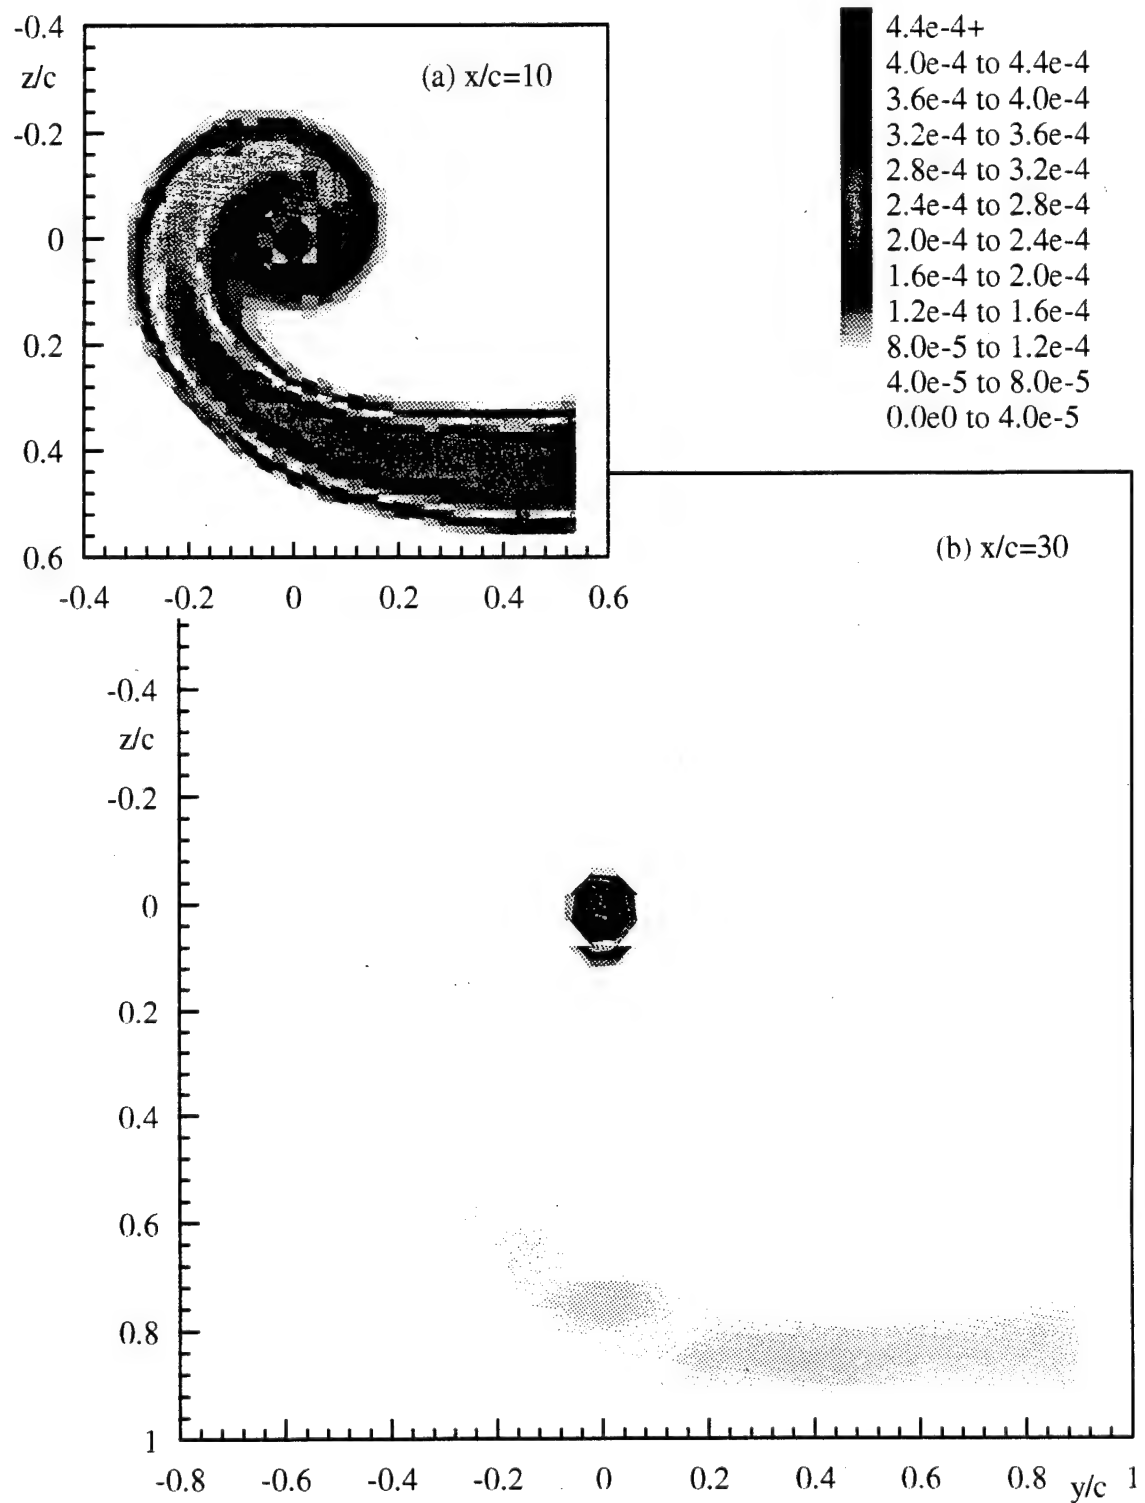 -0.4
z/c
-0.2
0
0.2
0.4
0.6
-0.4 -0.2 0 0.2 0.4 0.6
(a) x/c=10
4.4e-4+
4.0e-4 to 4.4e-4
3.6e-4 to 4.0e-4
3.2e-4 to 3.6e-4
2.8e-4 to 3.2e-4
2.4e-4 to 2.8e-4
2.0e-4 to 2.4e-4
1.6e-4 to 2.0e-4
1.2e-4 to 1.6e-4
8.0e-5 to 1.2e-4
4.0e-5 to 8.0e-5
0.0e0 to 4.0e-5
(b) x/c=30
-0.4
z/c
-0.2
0
0.2
0.4
0.6
0.8
1
-0.8 -0.6 -0.4 -0.2 0 0.2 0.4 0.6 0.8 y/c 1